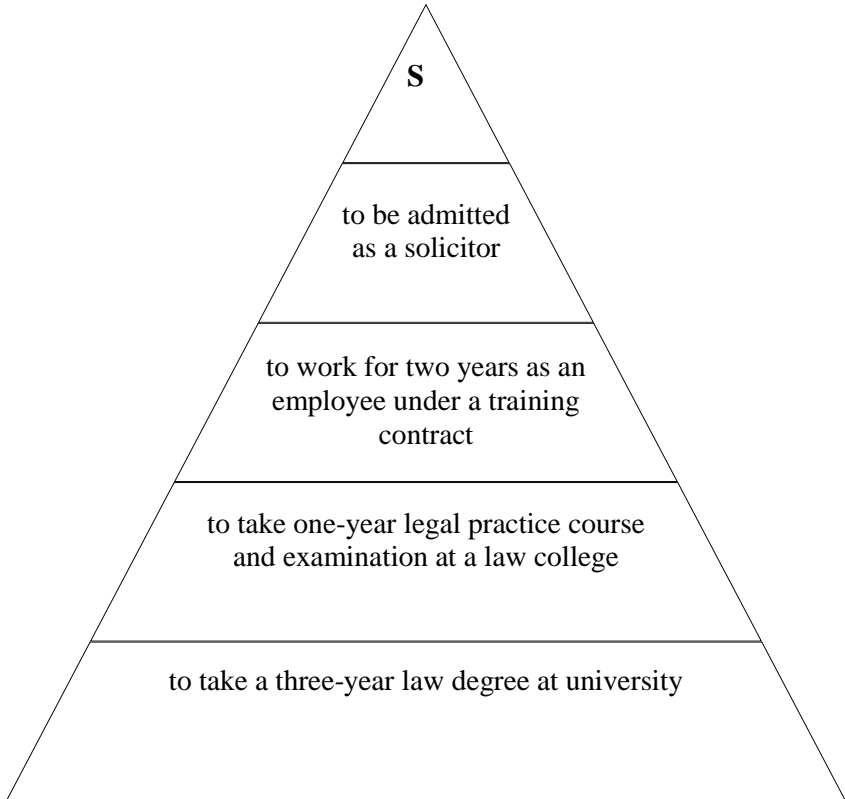 S
to be admitted
as a solicitor
to work for two years as an
employee under a training
contract
to take one-year legal practice course
and examination at a law college
to take a three-year law degree at university